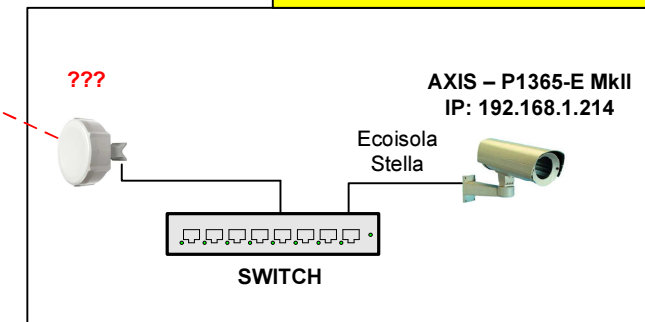 ???
AXIS – P1365-E MkII
IP: 192.168.1.214
Ecoisola
Stella
SWITCH